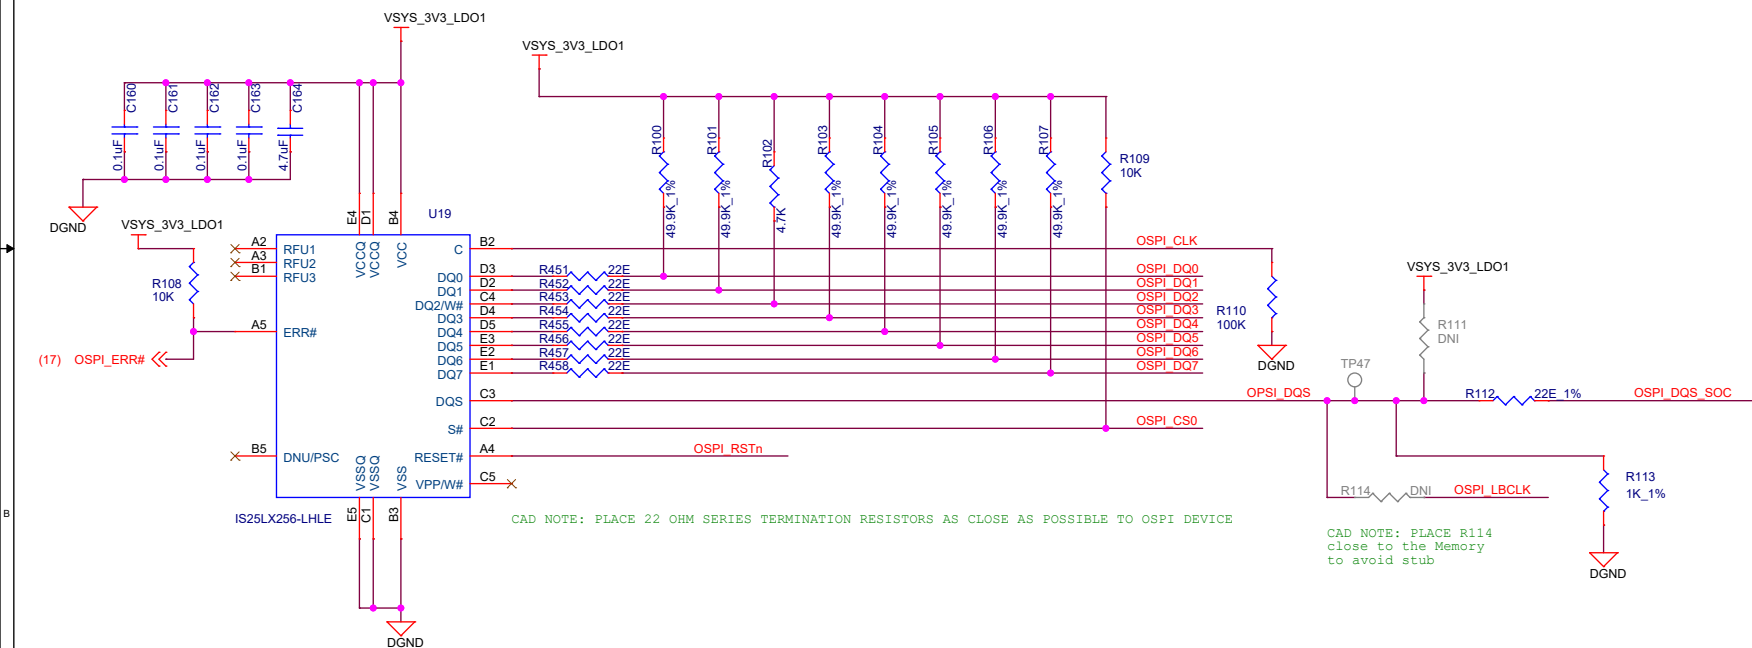 VSYS_3V3_LDO1
VSYS_3V3_LDO1
C160
C161
C162
C163
C164
0.1uF
0.1uF
0.1uF
0.1uF
4.7uF
DGND
R100
R101
R102
R103
R104
R105
R106
R107
49.9K_1%
49.9K_1%
4.7K
49.9K_1%
49.9K_1%
49.9K_1%
49.9K_1%
49.9K_1%
R109
10K
VSYS_3V3_LDO1
R108
10K
(17) OSPI_ERR#
E4
D1
B4
U19
A2
A3
B1
A5
B5
RFU1
RFU2
RFU3
ERR#
DNU/PSC
VCCQ
VCCQ
VCC
C
DQ0
DQ1
DQ2/W#
DQ3
DQ4
DQ5
DQ6
DQ7
DQS
S#
RESET#
VPP/W#
VSSQ
VSSQ
VSS
B2
D3
D2
C4
D4
D5
E3
E2
E1
C3
C2
A4
C5
R451 22E
R452 22E
R453 22E
R454 22E
R455 22E
R456 22E
R457 22E
R458 22E
OSPI_CLK
OSPI_DQ0
OSPI_DQ1
OSPI_DQ2
OSPI_DQ3
OSPI_DQ4
OSPI_DQ5
OSPI_DQ6
OSPI_DQ7
OSPI_CS0
OSPI_RSTn
R110
100K
DGND
VSYS_3V3_LDO1
R111
DNI
TP47
OPSI_DQS
R112 22E_1%
OSPI_DQS_SOC
R114 DNI
OSPI_LBCLK
R113
1K_1%
DGND
IS25LX256-LHLE
E5
C1
B3
DGND
B
CAD NOTE: PLACE 22 OHM SERIES TERMINATION RESISTORS AS CLOSE AS POSSIBLE TO OSPI DEVICE
CAD NOTE: PLACE R114
close to the Memory
to avoid stub